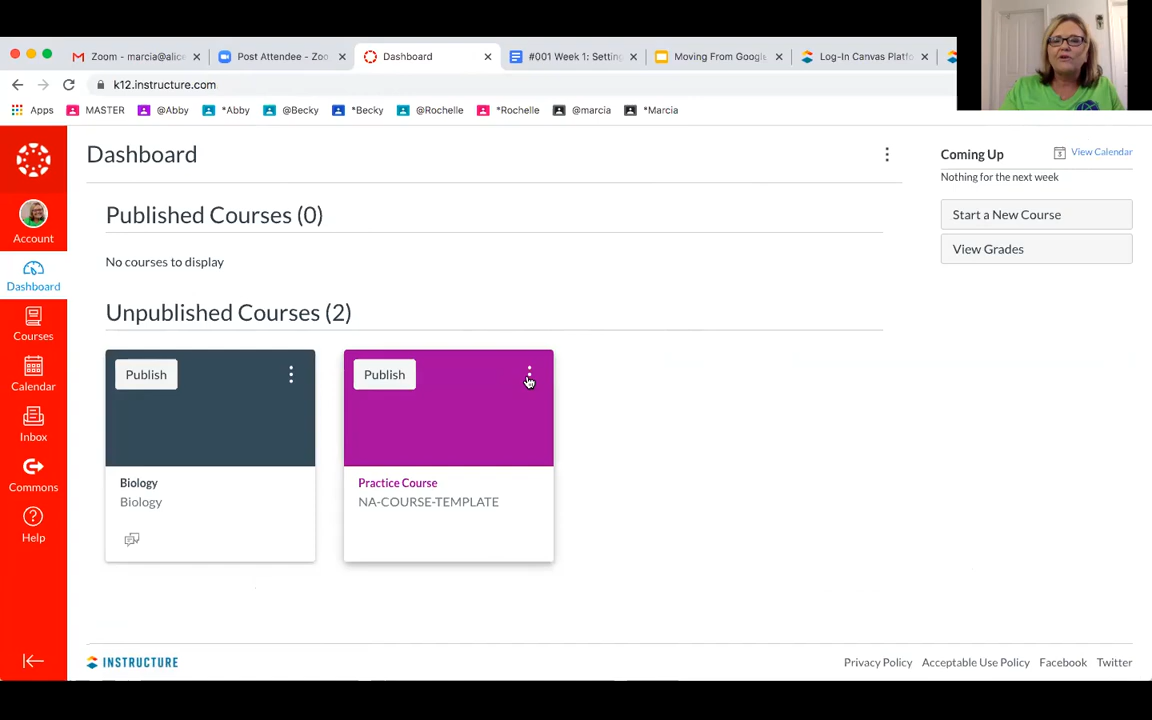 Zoom - marcia@alice
Post Attendee - Zoo
Dashboard
#001 Week 1: Setting
Moving From Google
Log-In Canvas Platfo
k12.instructure.com
Apps
MASTER
@Abby
*Abby
@Becky
*Becky
@Rochelle
*Rochelle
@marcia
*Marcia
Account
Dashboard
Courses
Calendar
Inbox
Commons
Help
Dashboard
Published Courses (0)
No courses to display
Unpublished Courses (2)
Publish
Biology
Biology
Publish
Practice Course
NA-COURSE-TEMPLATE
Coming Up
View Calendar
Nothing for the next week
Start a New Course
View Grades
INSTRUCTURE
Privacy Policy Acceptable Use Policy Facebook Twitter